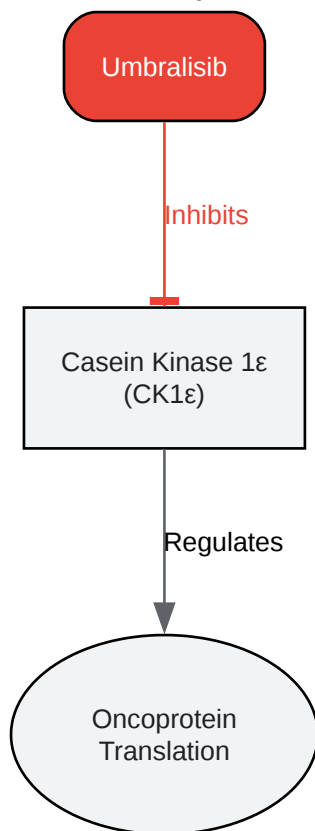 Umbralisib
Inhibits
Casein Kinase 1ε
(CK1ε)
Regulates
Oncoprotein
Translation